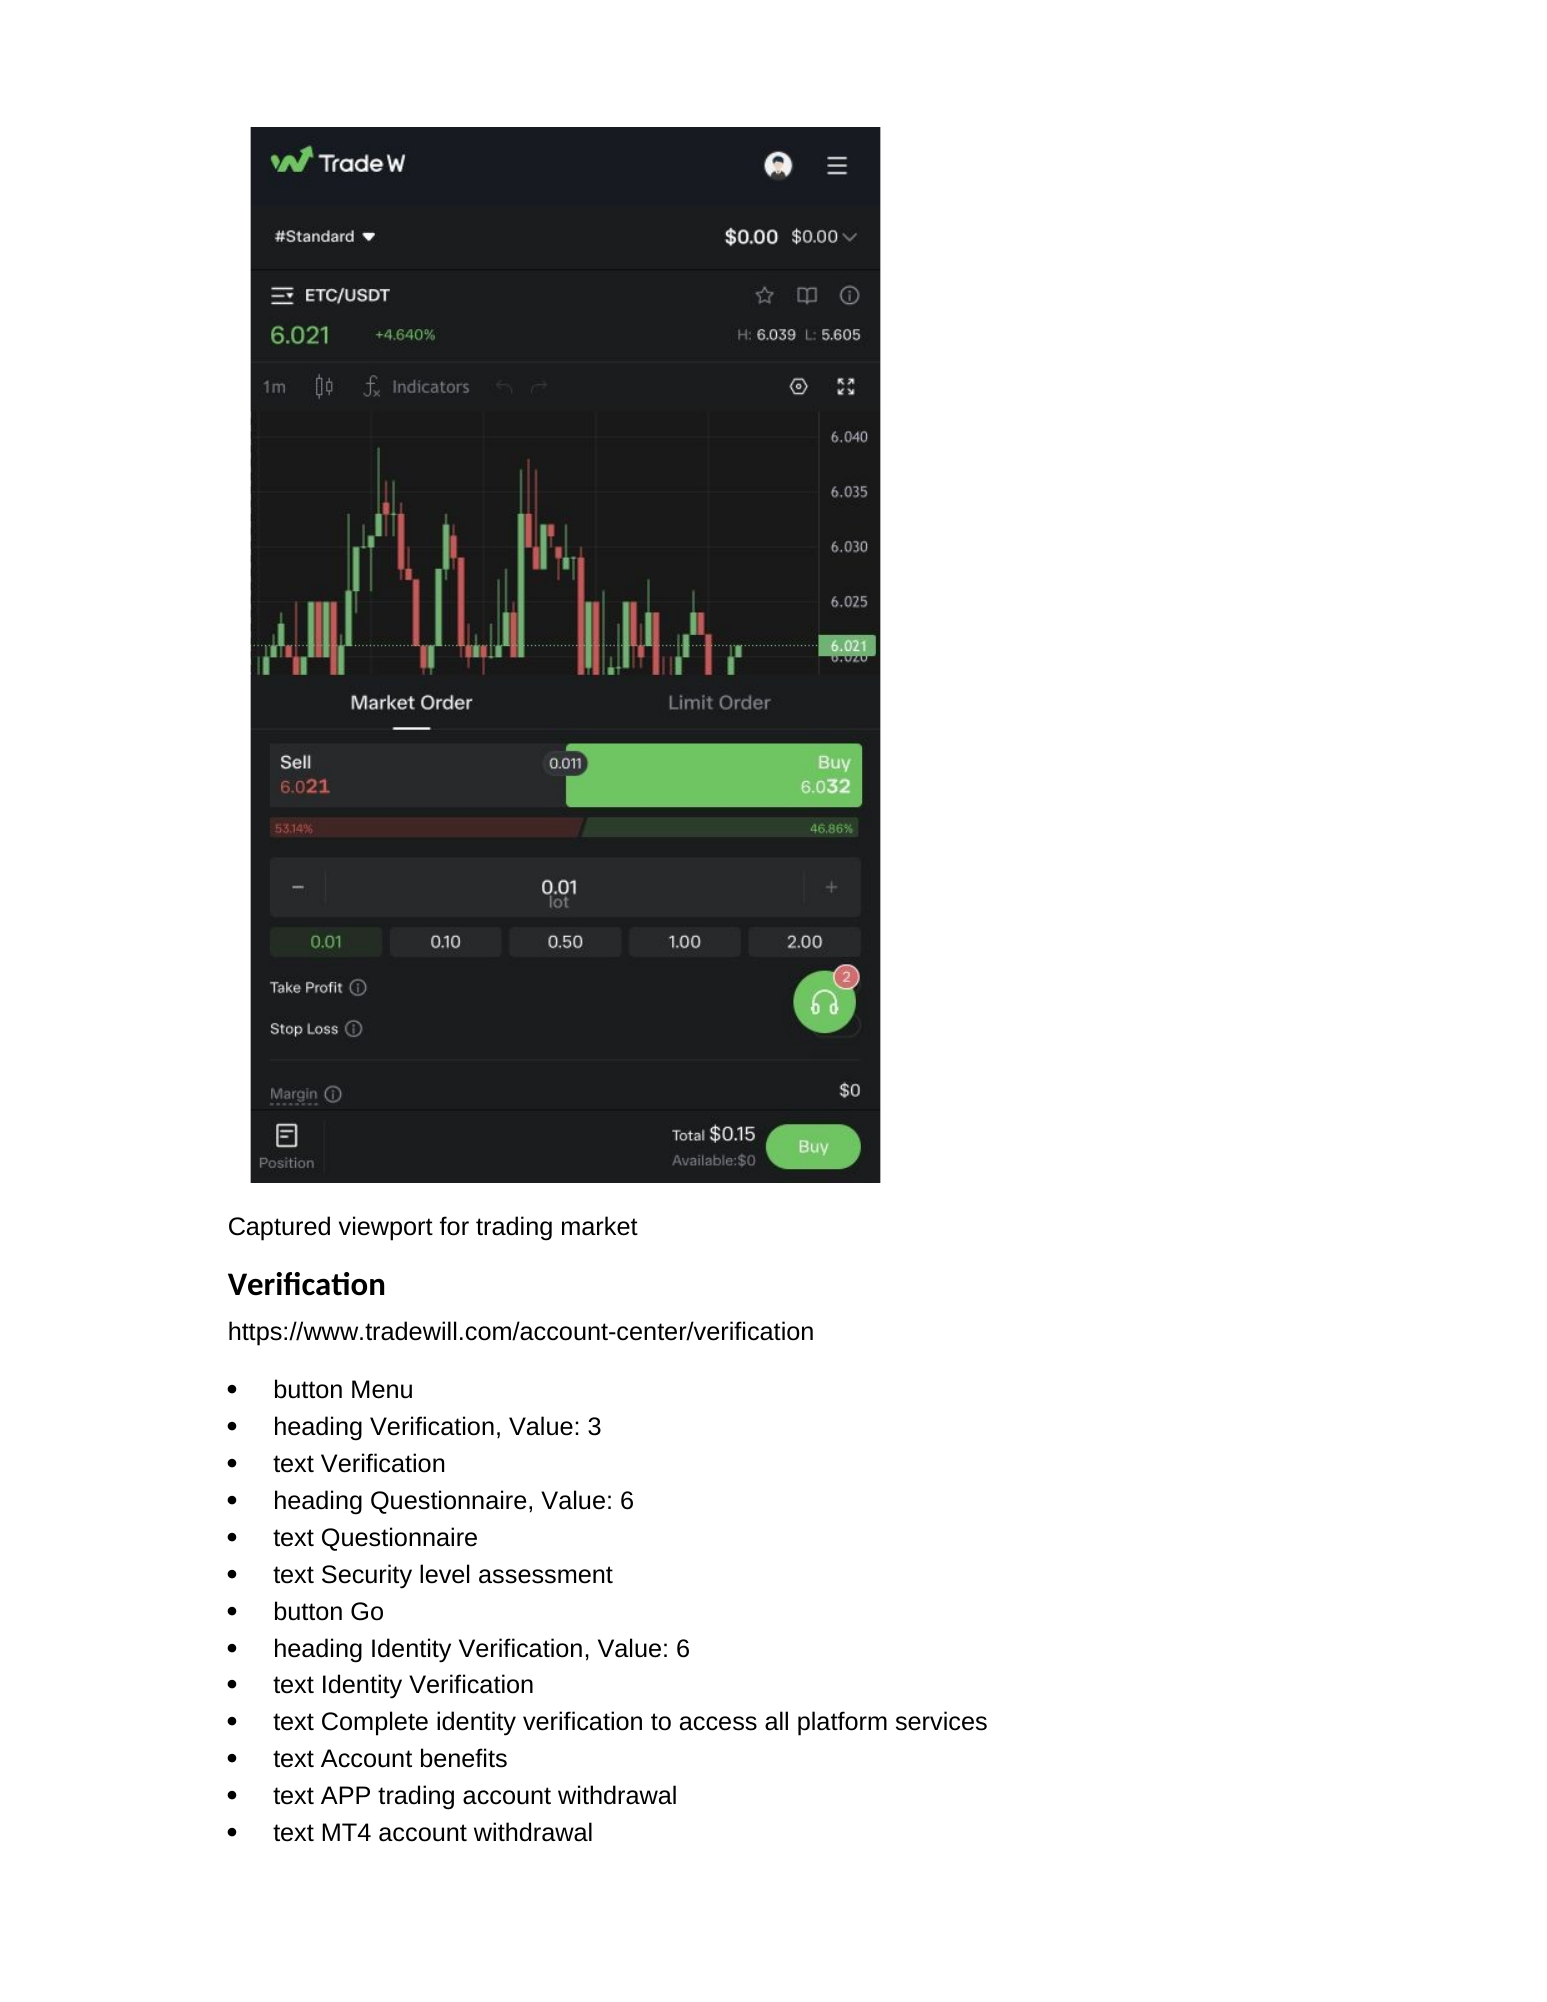 Trade W
#Standard $0.00 $0.00
ETC/USDT
6.021 +4.640% H: 6.039 L: 5.605
1m Indicators
6.040
6.035
6.030
6.025
6.021
6.020
Market Order Limit Order
Sell 0.011 Buy
6.021 6.032
53.14% 46.86%
− 0.01 +
lot
0.01 0.10 0.50 1.00 2.00
2
Take Profit
Stop Loss
Margin $0
Total $0.15 Buy
Position Available:$0
Captured viewport for trading market
Verification
https://www.tradewill.com/account-center/verification
• button Menu
• heading Verification, Value: 3
• text Verification
• heading Questionnaire, Value: 6
• text Questionnaire
• text Security level assessment
• button Go
• heading Identity Verification, Value: 6
• text Identity Verification
• text Complete identity verification to access all platform services
• text Account benefits
• text APP trading account withdrawal
• text MT4 account withdrawal